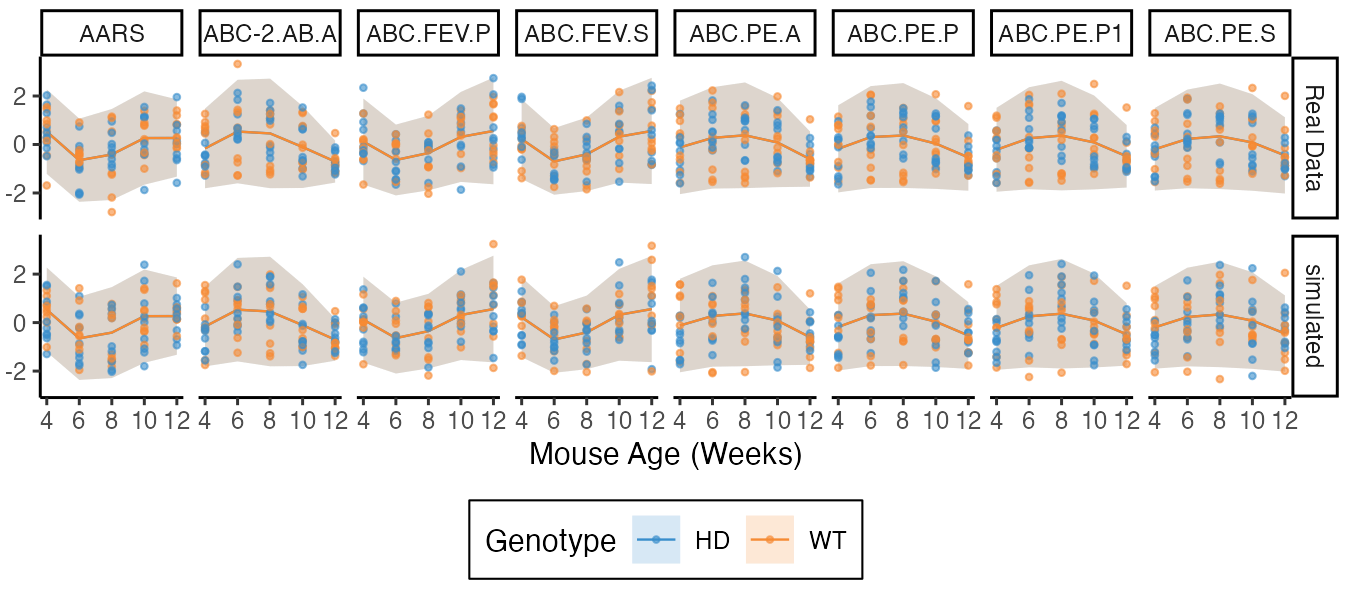 AARS ABC-2.AB.A ABC.FEV.P ABC.FEV.S ABC.PE.A ABC.PE.P ABC.PE.P1 ABC.PE.S
2
0
-2
Real Data
2
0
-2
simulated
4 6 8 10 12 4 6 8 10 12 4 6 8 10 12 4 6 8 10 12 4 6 8 10 12 4 6 8 10 12 4 6 8 10 12 4 6 8 10 12
Mouse Age (Weeks)
Genotype HD WT